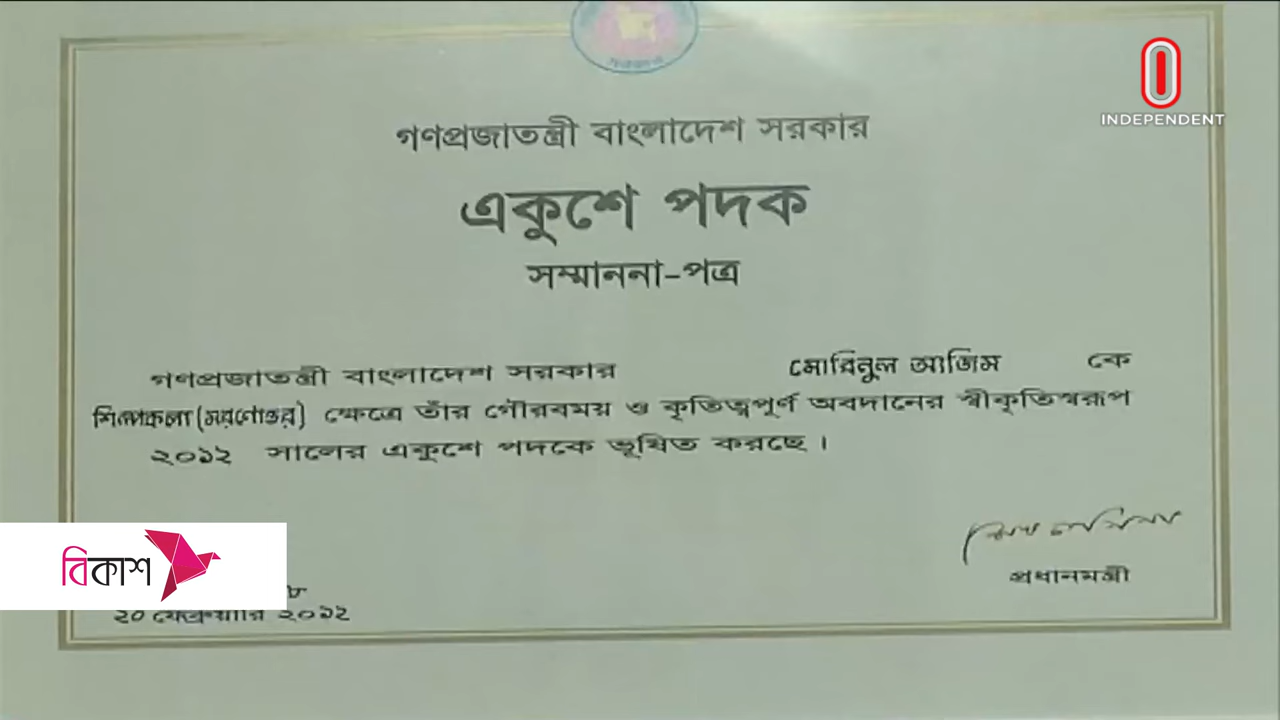 INDEPENDENT
গণপ্রজাতন্ত্রী বাংলাদেশ সরকার
একুশে পদক
সম্মাননা-পত্র
গণপ্রজাতন্ত্রী বাংলাদেশ সরকার মোরিনুল আজিম কে
শিল্পকলা (মরণোত্তর) ক্ষেত্রে তাঁর গৌরবময় ও কৃতিত্বপূর্ণ অবদানের স্বীকৃতিস্বরূপ
২০১২ সালের একুশে পদকে ভূষিত করছে।
প্রধানমন্ত্রী
বিকাশ
২০ ফেব্রুয়ারি ২০১২